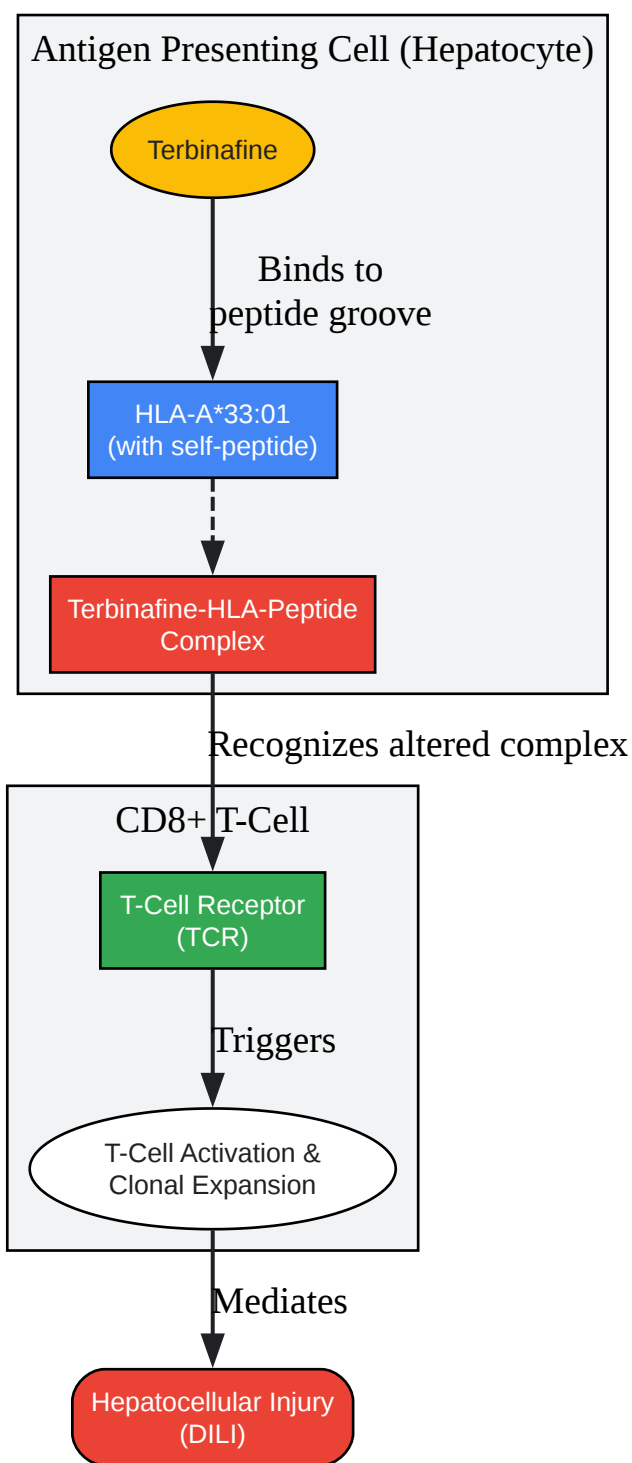 Antigen Presenting Cell (Hepatocyte)
Terbinafine
Binds to
peptide groove
HLA-A*33:01
(with self-peptide)
Terbinafine-HLA-Peptide
Complex
Recognizes altered complex
CD8+ T-Cell
T-Cell Receptor
(TCR)
Triggers
T-Cell Activation &
Clonal Expansion
Mediates
Hepatocellular Injury
(DILI)